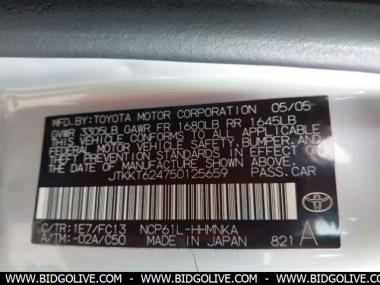 MFD.BY:TOYOTA MOTOR CORPORATION 05/05
GVWR 3305LB GAWR FR 1680LB RR 1645LB
THIS VEHICLE CONFORMS TO ALL APPLICABLE
FEDERAL MOTOR VEHICLE SAFETY,BUMPER,AND
THEFT PREVENTION STANDARDS IN EFFECT ON
THE DATE OF MANUFACTURE SHOWN ABOVE.
JTKKT624750125659 PASS.CAR
C/TR:1E7/FC13 NCP61L-HHMNKA
A/TM:-02A/C50 MADE IN JAPAN 821 A
WWW.BIDGOLIVE.COM - WWW.BIDGOLIVE.COM - WWW.BIDGOLIVE.COM